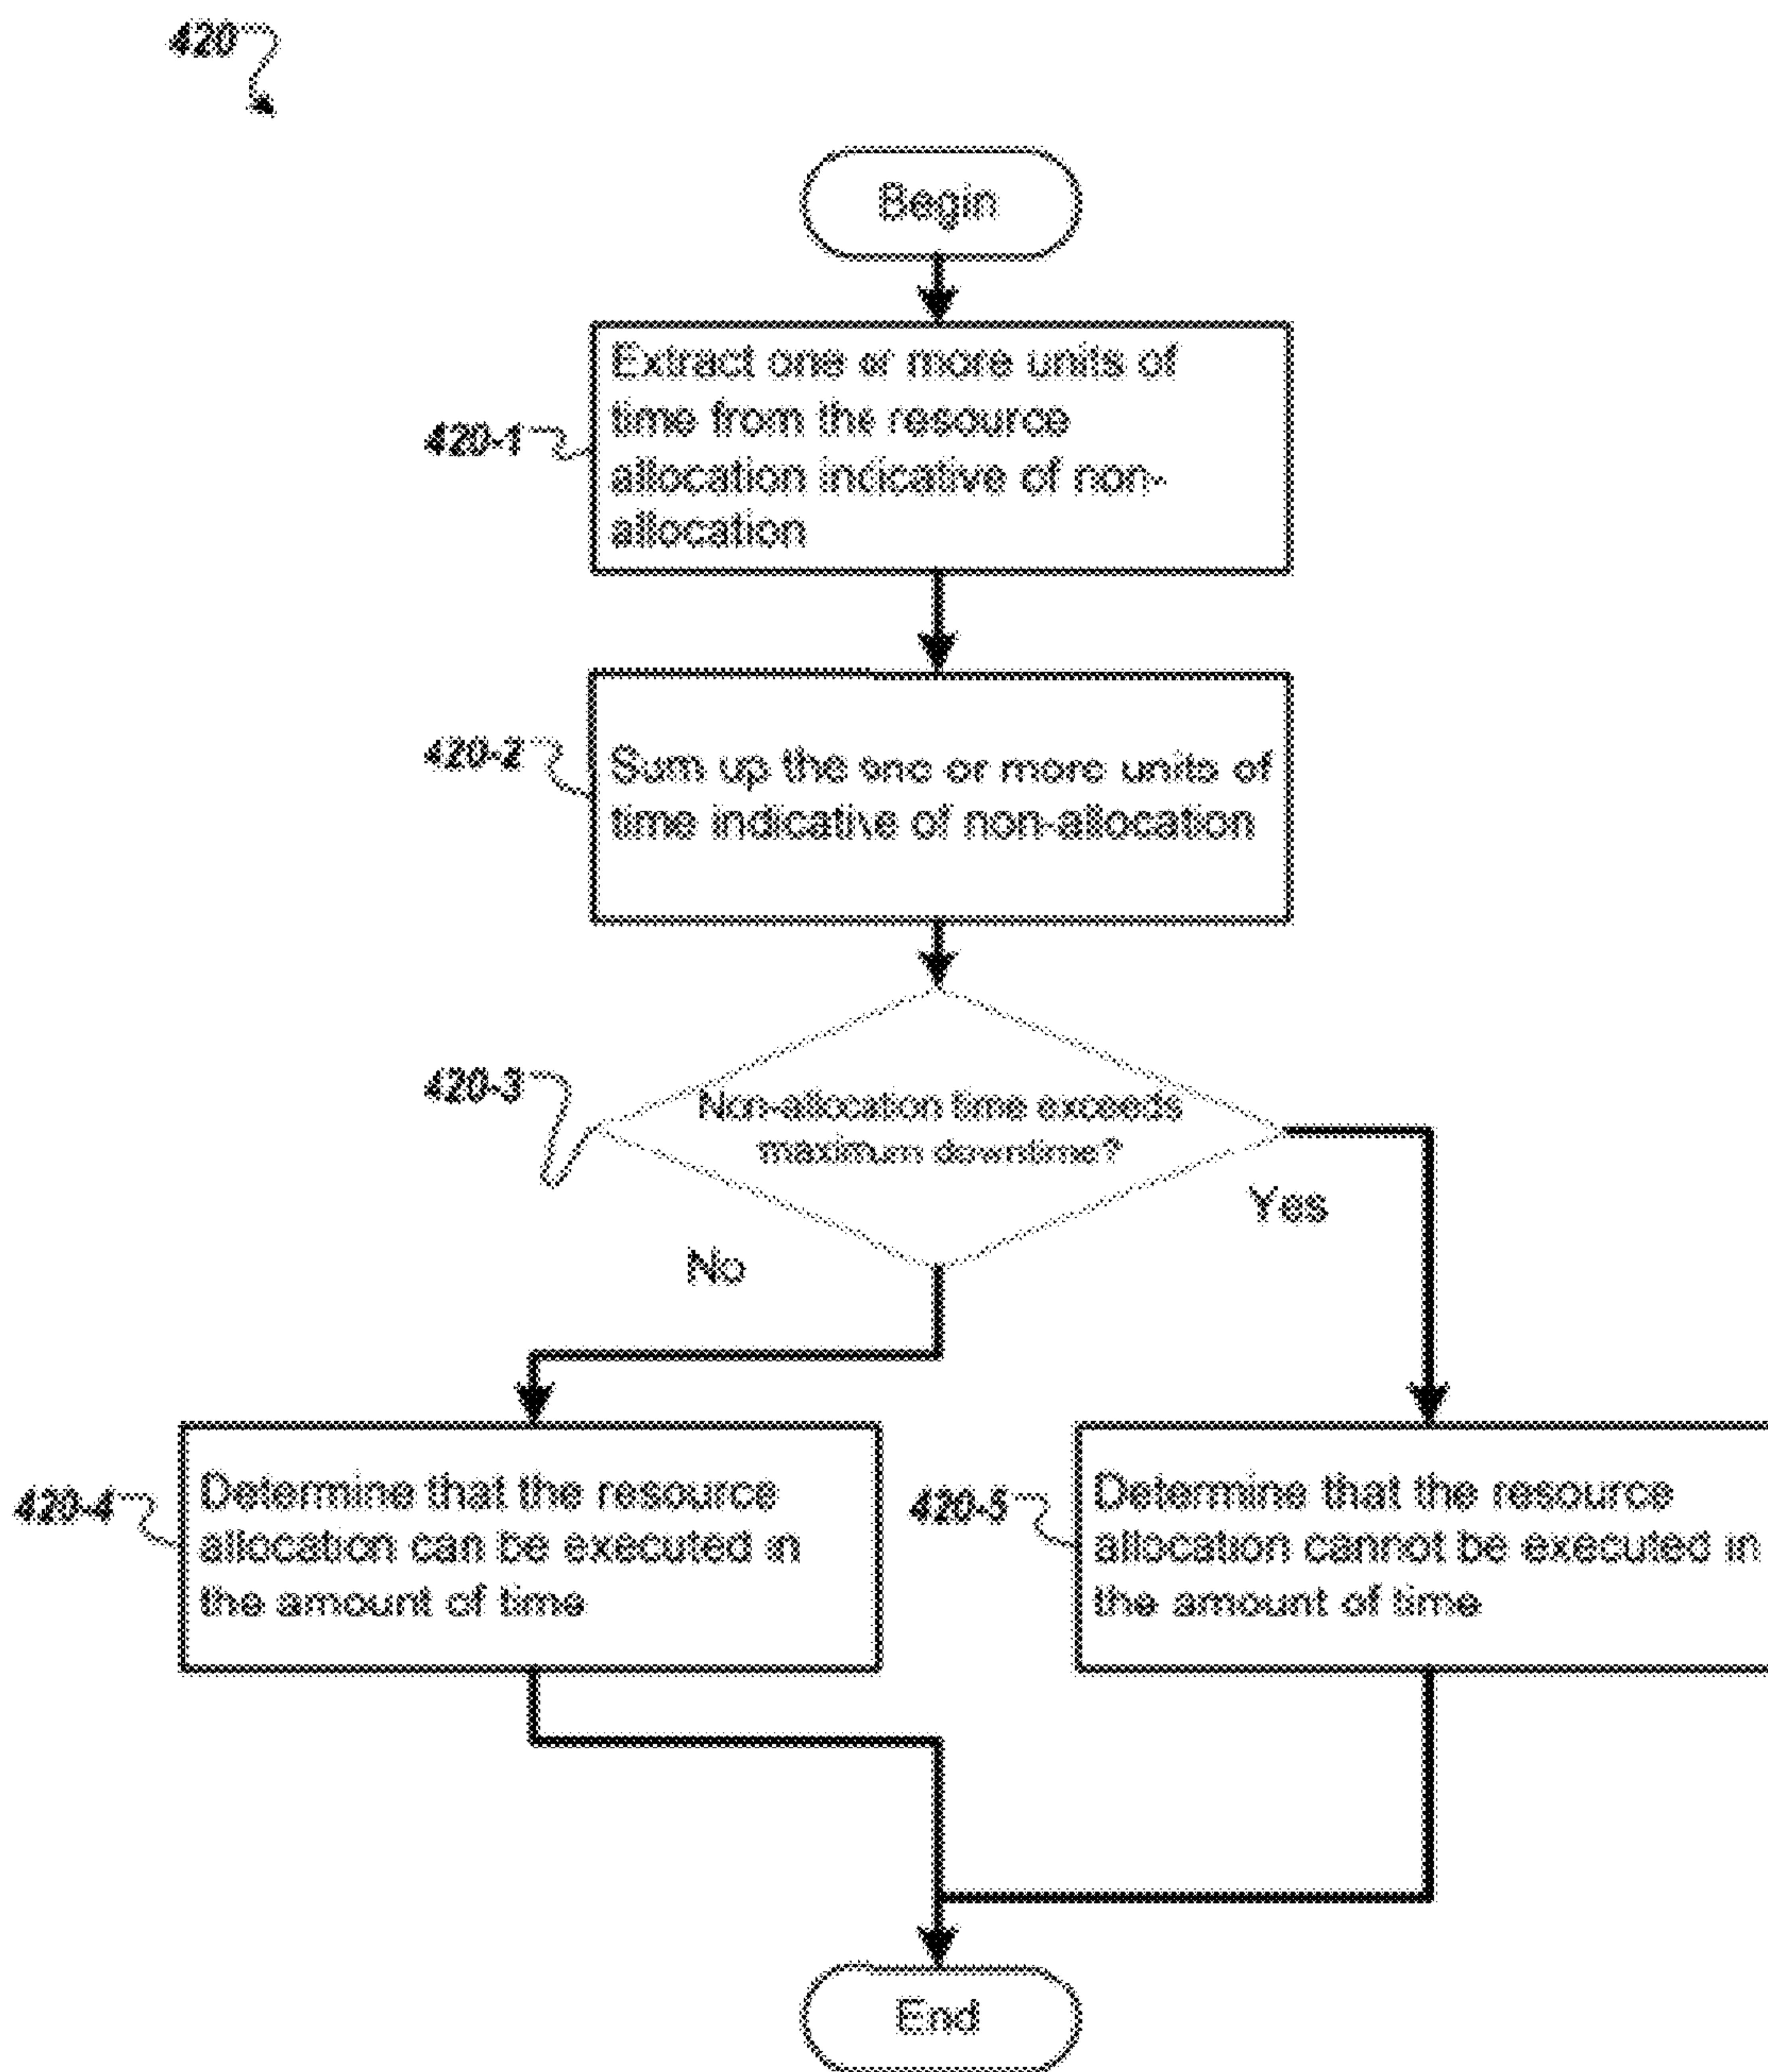 420
Begin
Extract one or more units of
time from the resource
allocation indicative of non-
allocation
420-1
420-2
Sum up the one or more units of
time indicative of non-allocation
420-3
Non-allocation time exceeds
maximum downtime?
Yes
No
420-4
Determine that the resource
allocation can be executed in
the amount of time
420-5
Determine that the resource
allocation cannot be executed in
the amount of time
End